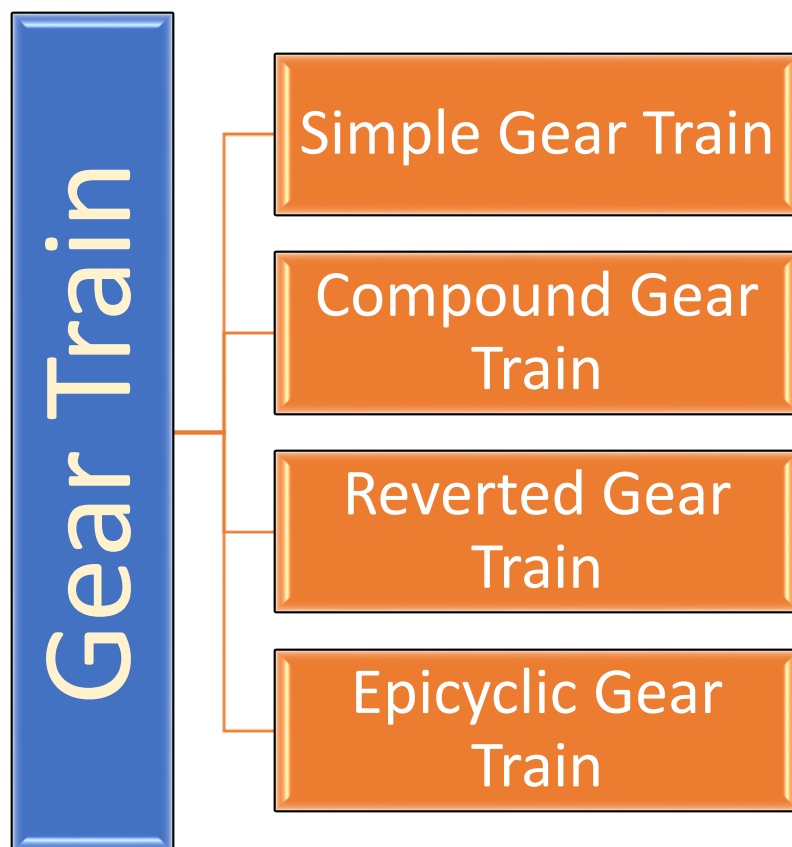 Gear Train
Simple Gear Train
Compound Gear
Train
Reverted Gear
Train
Epicyclic Gear
Train